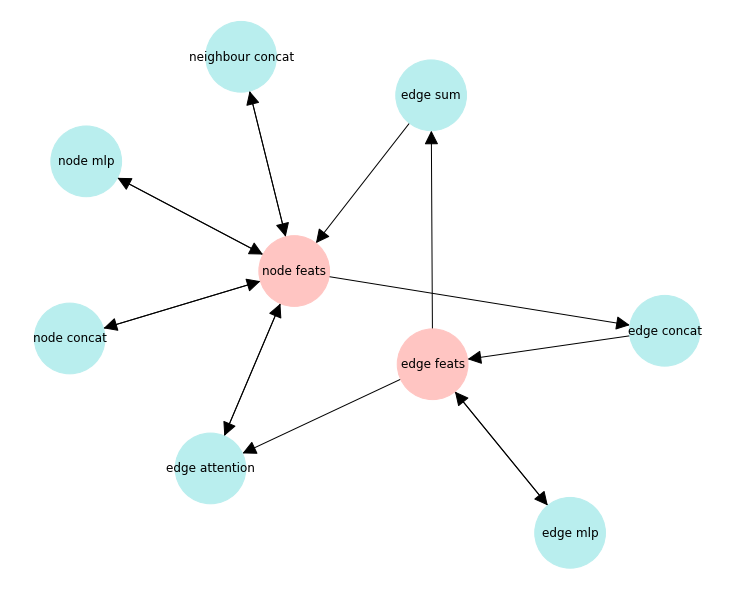 neighbour concat
edge sum
node mlp
node feats
edge concat
node concat
edge feats
edge attention
edge mlp